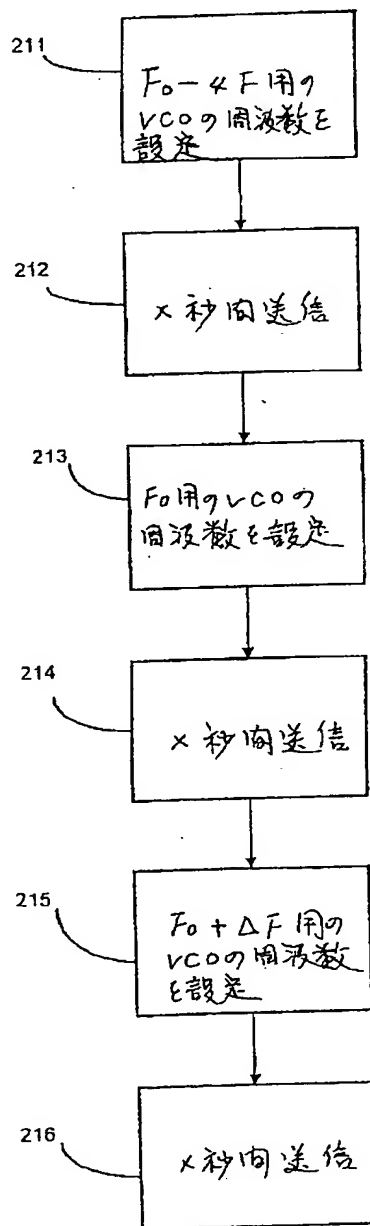 211
F₀-ΔF用の
VCOの周波数を
設定
212
x秒間送信
213
F₀用のVCOの
周波数を設定
214
x秒間送信
215
F₀+ΔF用の
VCOの周波数
を設定
216
x秒間送信